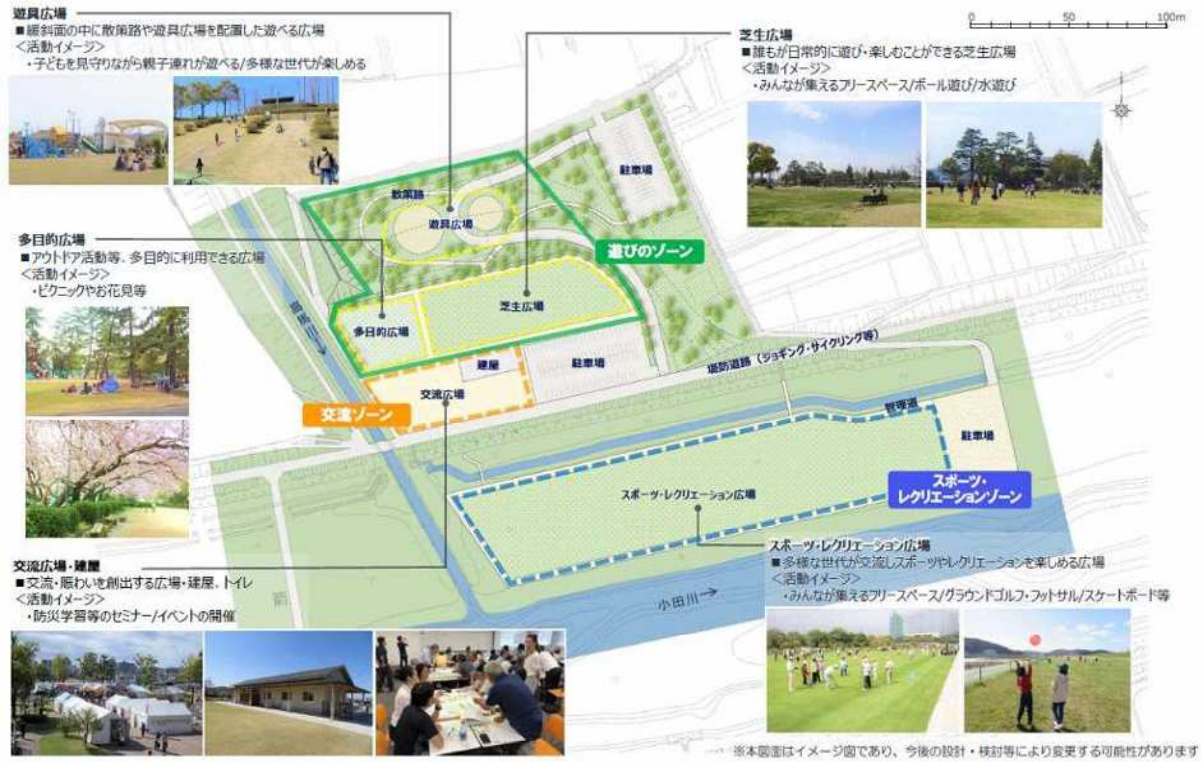 遊具広場
■緩斜面の中に散策路や遊具広場を配置した遊べる広場
＜活動イメージ＞
・子どもを見守りながら親子連れが遊べる/多様な世代が楽しめる
0 50 100m
芝生広場
■誰もが日常的に遊び・楽しむことができる芝生広場
＜活動イメージ＞
・みんなが集えるフリースペース/ボール遊び/水遊び
駐車場
散策路
遊具広場
遊びのゾーン
多目的広場
■アウトドア活動等、多目的に利用できる広場
＜活動イメージ＞
・ピクニックやお花見等
芝生広場
多目的広場
建屋
駐車場
堤防道路（ジョギング・サイクリング等）
交流広場
交流ゾーン
管理道
駐車場
スポーツ・レクリエーション広場
スポーツ・
レクリエーションゾーン
交流広場・建屋
■交流・賑わいを創出する広場・建屋、トイレ
＜活動イメージ＞
・防災学習等のセミナー/イベントの開催
小田川
スポーツ・レクリエーション広場
■多様な世代が交流しスポーツやレクリエーションを楽しめる広場
＜活動イメージ＞
・みんなが集えるフリースペース/グラウンドゴルフ・フットサル/スケートボード等
※本図面はイメージ図であり、今後の設計・検討等により変更する可能性があります